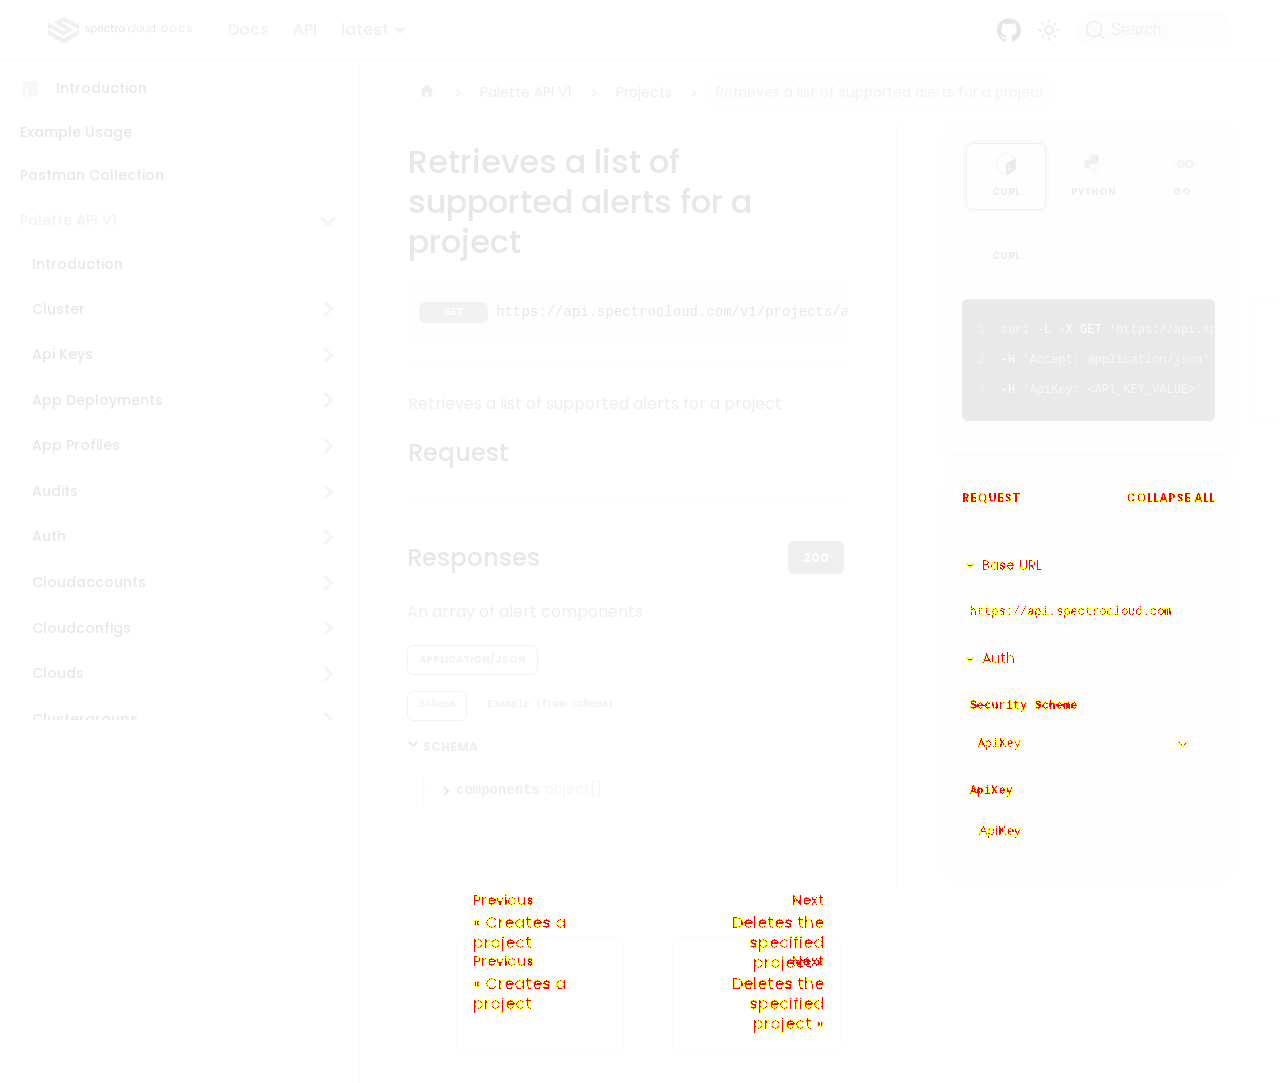 spectro cloud DOCS
Docs
API
latest
Search
Introduction
Example Usage
Postman Collection
Palette API V1
Introduction
Cluster
Api Keys
App Deployments
App Profiles
Audits
Auth
Cloudaccounts
Cloudconfigs
Clouds
Clustergroups
Palette API V1
Projects
Retrieves a list of supported alerts for a project
Retrieves a list of
supported alerts for a
project
GET https://api.spectrocloud.com/v1/projects/a
Retrieves a list of supported alerts for a project
Request
Responses
200
An array of alert components
APPLICATION/JSON
Schema
Example (from schema)
SCHEMA
components object[]
Previous
« Creates a
project
Next
Deletes the
specified
project »
Previous
« Creates a
project
Next
Deletes the
specified
project »
CURL
PYTHON
GO
CURL
1 curl -L -X GET 'https://api.sp
2 -H 'Accept: application/json'
3 -H 'ApiKey: <API_KEY_VALUE>'
REQUEST
COLLAPSE ALL
Base URL
https://api.spectrocloud.com
Auth
Security Scheme
ApiKey
ApiKey
ApiKey